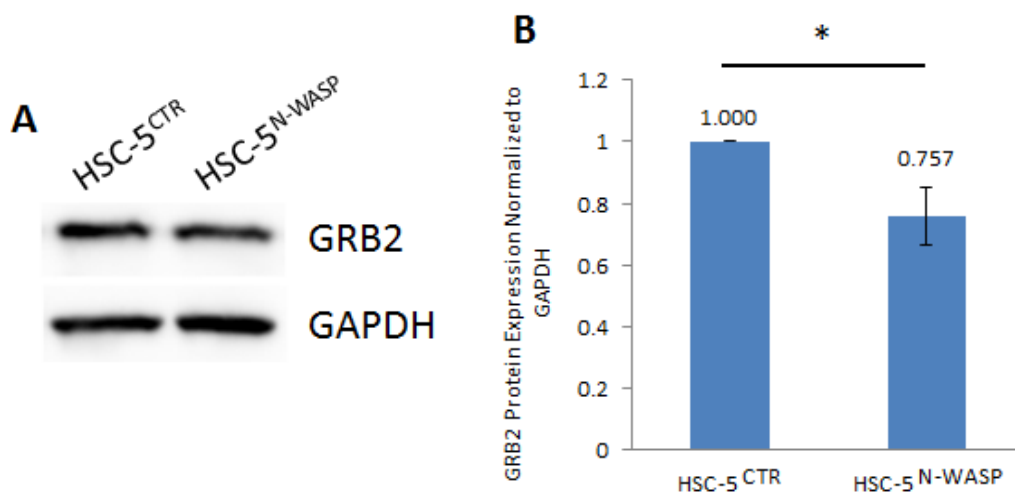 A
HSC-5CTR
HSC-5N-WASP
GRB2
GAPDH
B
*
GRB2 Protein Expression Normalized to
GAPDH
1.2
1
0.8
0.6
0.4
0.2
0
1.000
0.757
HSC-5 CTR
HSC-5 N-WASP